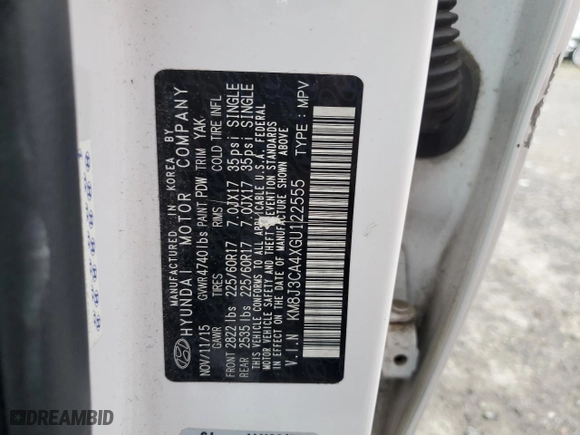 MANUFACTURED IN KOREA BY
HYUNDAI MOTOR COMPANY
NOV/11/15 GVWR 4740lbs PAINT PDW TRIM YAK
GAWR TIRES RIMS COLD TIRE INFL
FRONT 2822 lbs 225/60R17 7.0JX17 35psi SINGLE
REAR 2535 lbs 225/60R17 7.0JX17 35psi SINGLE
THIS VEHICLE CONFORMS TO ALL APPLICABLE U.S.A. FEDERAL
MOTOR VEHICLE SAFETY AND THEFT PREVENTION STANDARDS
IN EFFECT ON THE DATE OF MANUFACTURE SHOWN ABOVE
V.I.N KM8J3CA4XGU122555 TYPE: MPV
DREAMBID